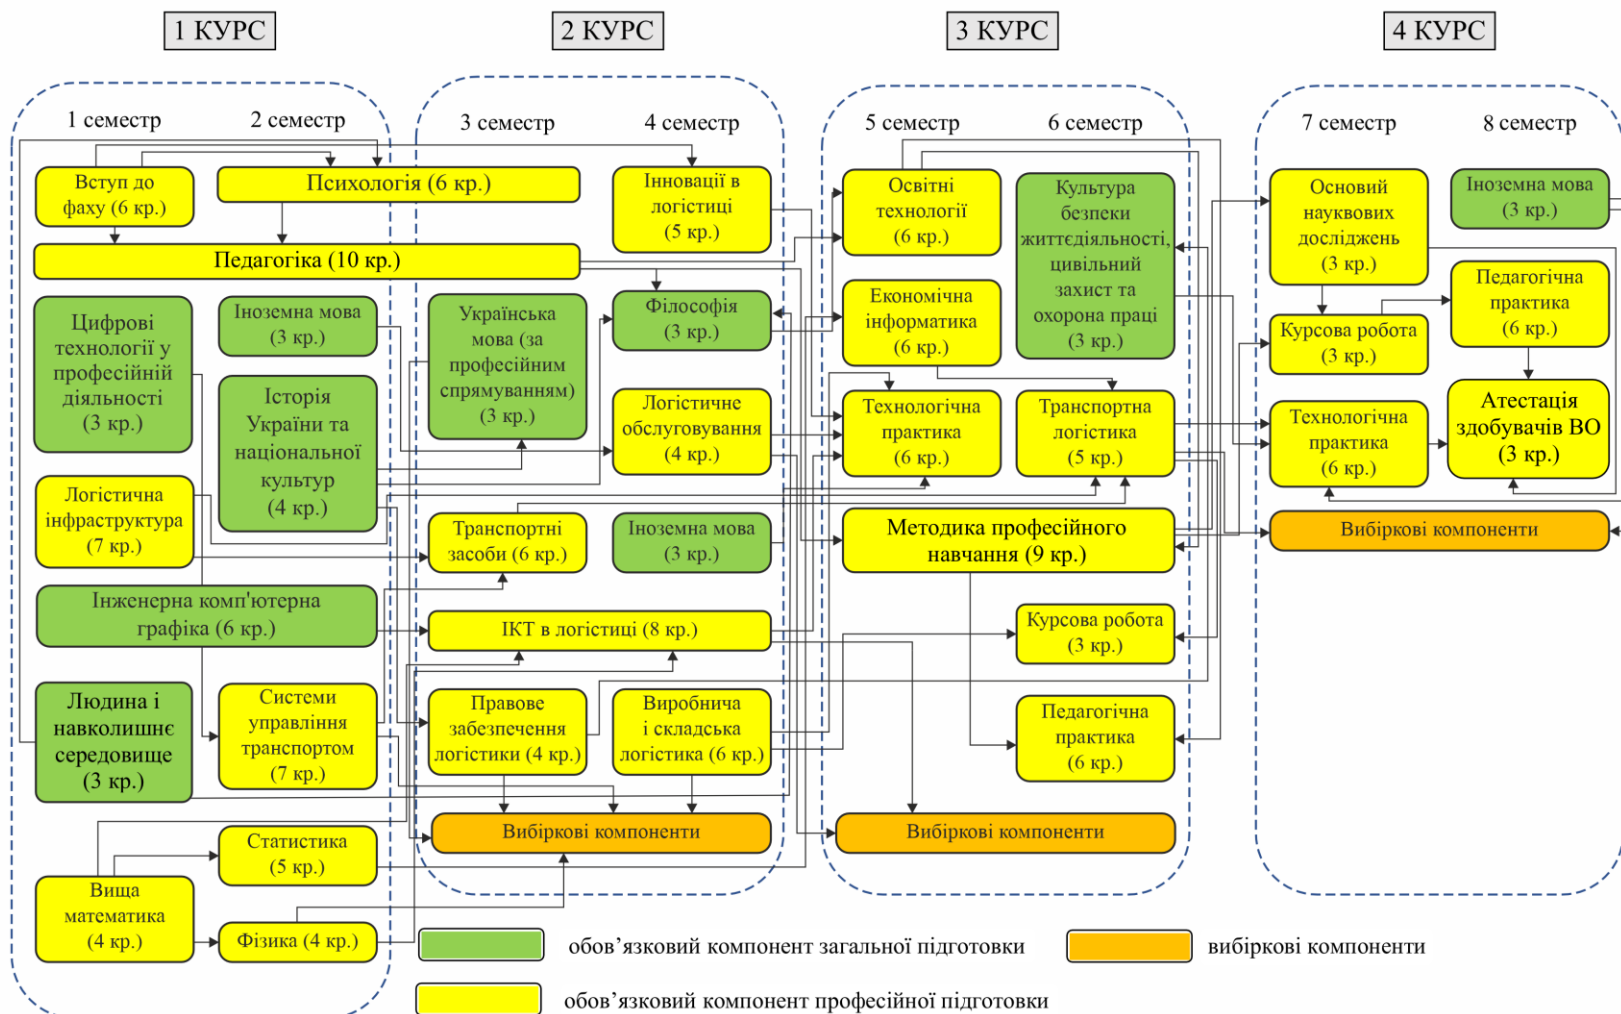 1 КУРС
2 КУРС
3 КУРС
4 КУРС
1 семестр
2 семестр
3 семестр
4 семестр
5 семестр
6 семестр
7 семестр
8 семестр
Вступ до
фаху (6 кр.)
Психологія (6 кр.)
Педагогіка (10 кр.)
Цифрові
технології у
професійній
діяльності
(3 кр.)
Іноземна мова
(3 кр.)
Історія
України та
національної
культур
(4 кр.)
Логістична
інфраструктура
(7 кр.)
Інженерна комп'ютерна
графіка (6 кр.)
Людина і
навколишнє
середовище
(3 кр.)
Системи
управління
транспортом
(7 кр.)
Статистика
(5 кр.)
Вища
математика
(4 кр.)
Фізика (4 кр.)
Інновації в
логістиці
(5 кр.)
Українська
мова (за
професійним
спрямуванням)
(3 кр.)
Філософія
(3 кр.)
Логістичне
обслуговування
(4 кр.)
Транспортні
засоби (6 кр.)
Іноземна мова
(3 кр.)
ІКТ в логістиці (8 кр.)
Правове
забезпечення
логістики (4 кр.)
Виробнича
і складська
логістика (6 кр.)
Вибіркові компоненти
Освітні
технології
(6 кр.)
Культура
безпеки
життєдіяльності,
цивільний
захист та
охорона праці
(3 кр.)
Економічна
інформатика
(6 кр.)
Технологічна
практика
(6 кр.)
Транспортна
логістика
(5 кр.)
Методика професійного
навчання (9 кр.)
Курсова робота
(3 кр.)
Педагогічна
практика
(6 кр.)
Вибіркові компоненти
Основий
науквових
досліджень
(3 кр.)
Іноземна мова
(3 кр.)
Педагогічна
практика
(6 кр.)
Курсова робота
(3 кр.)
Технологічна
практика
(6 кр.)
Атестація
здобувачів ВО
(3 кр.)
Вибіркові компоненти
обов’язковий компонент загальної підготовки
вибіркові компоненти
обов’язковий компонент професійної підготовки